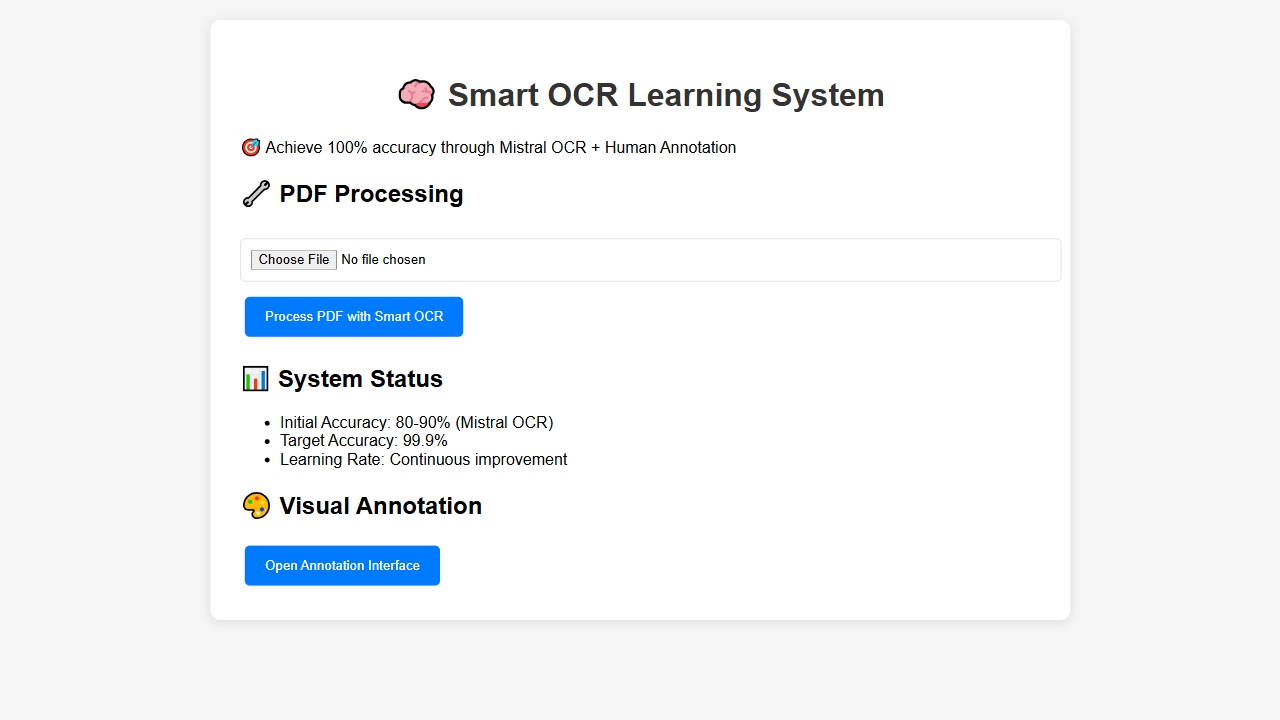 🧠 Smart OCR Learning System
🎯 Achieve 100% accuracy through Mistral OCR + Human Annotation
🔧 PDF Processing
Choose File No file chosen
Process PDF with Smart OCR
📊 System Status
• Initial Accuracy: 80-90% (Mistral OCR)
• Target Accuracy: 99.9%
• Learning Rate: Continuous improvement
🎨 Visual Annotation
Open Annotation Interface